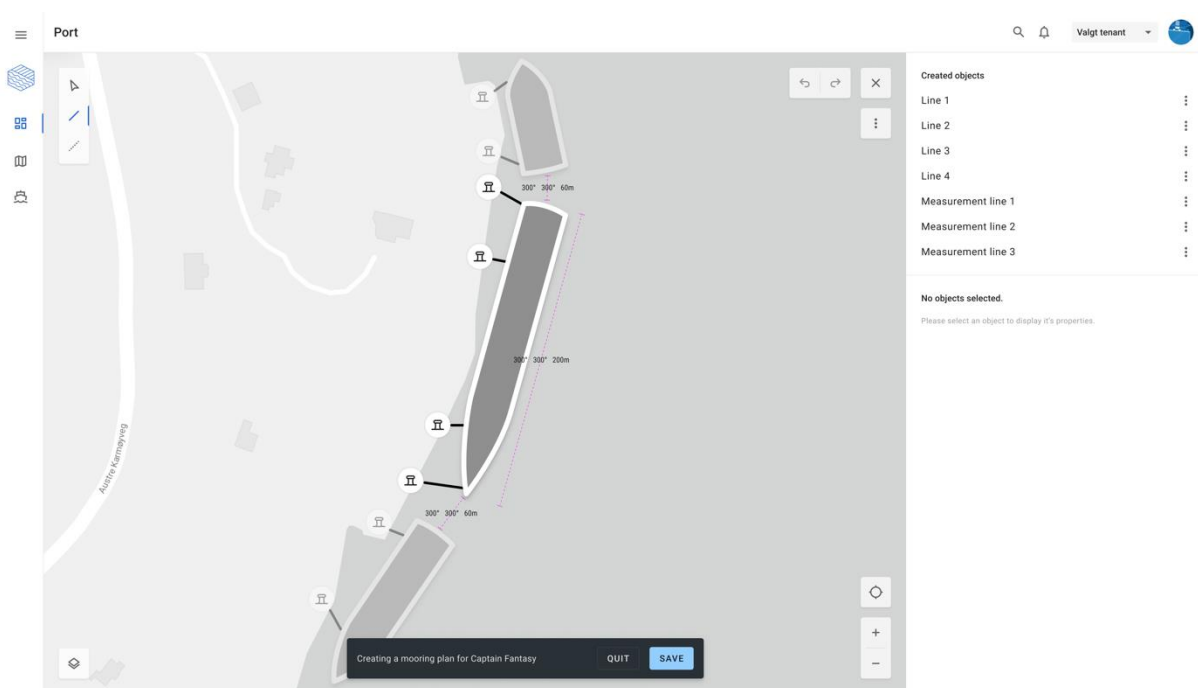 Port
Valgt tenant
300° 300° 60m
300° 300° 200m
300° 300° 60m
Austre Karmøyveg
Creating a mooring plan for Captain Fantasy
QUIT
SAVE
Created objects
Line 1
Line 2
Line 3
Line 4
Measurement line 1
Measurement line 2
Measurement line 3
No objects selected.
Please select an object to display it's properties.